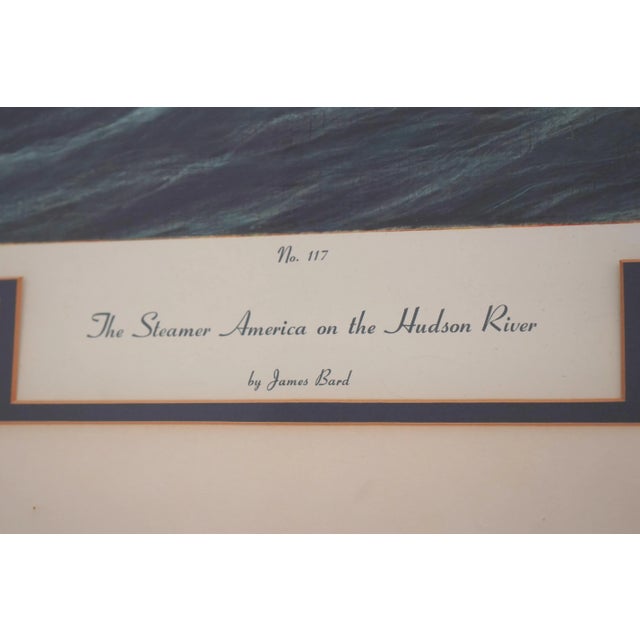 No. 117
The Steamer America on the Hudson River
by James Bard